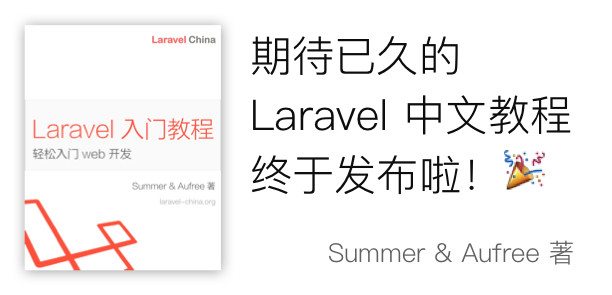 Laravel China
Laravel 入门教程
轻松入门 web 开发
Summer & Aufree 著
laravel-china.org
期待已久的
Laravel 中文教程
终于发布啦！
Summer & Aufree 著